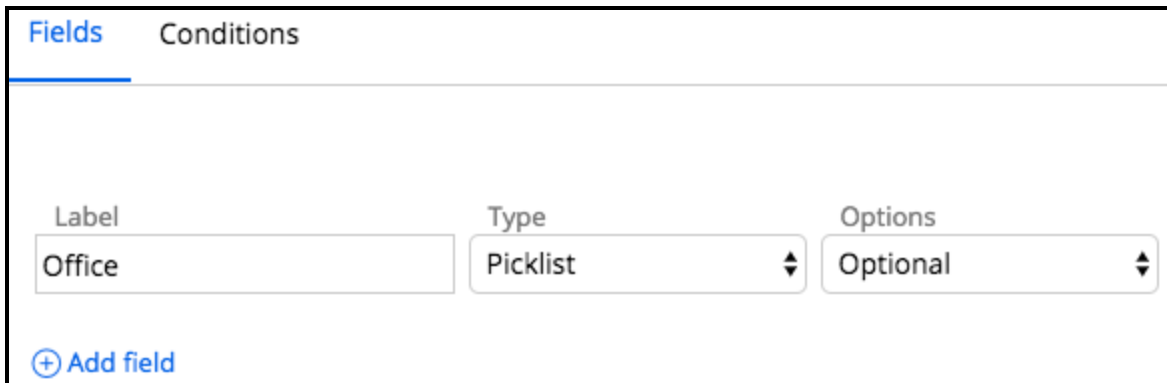 Fields Conditions
Label Type Options
Office Picklist Optional
Add field